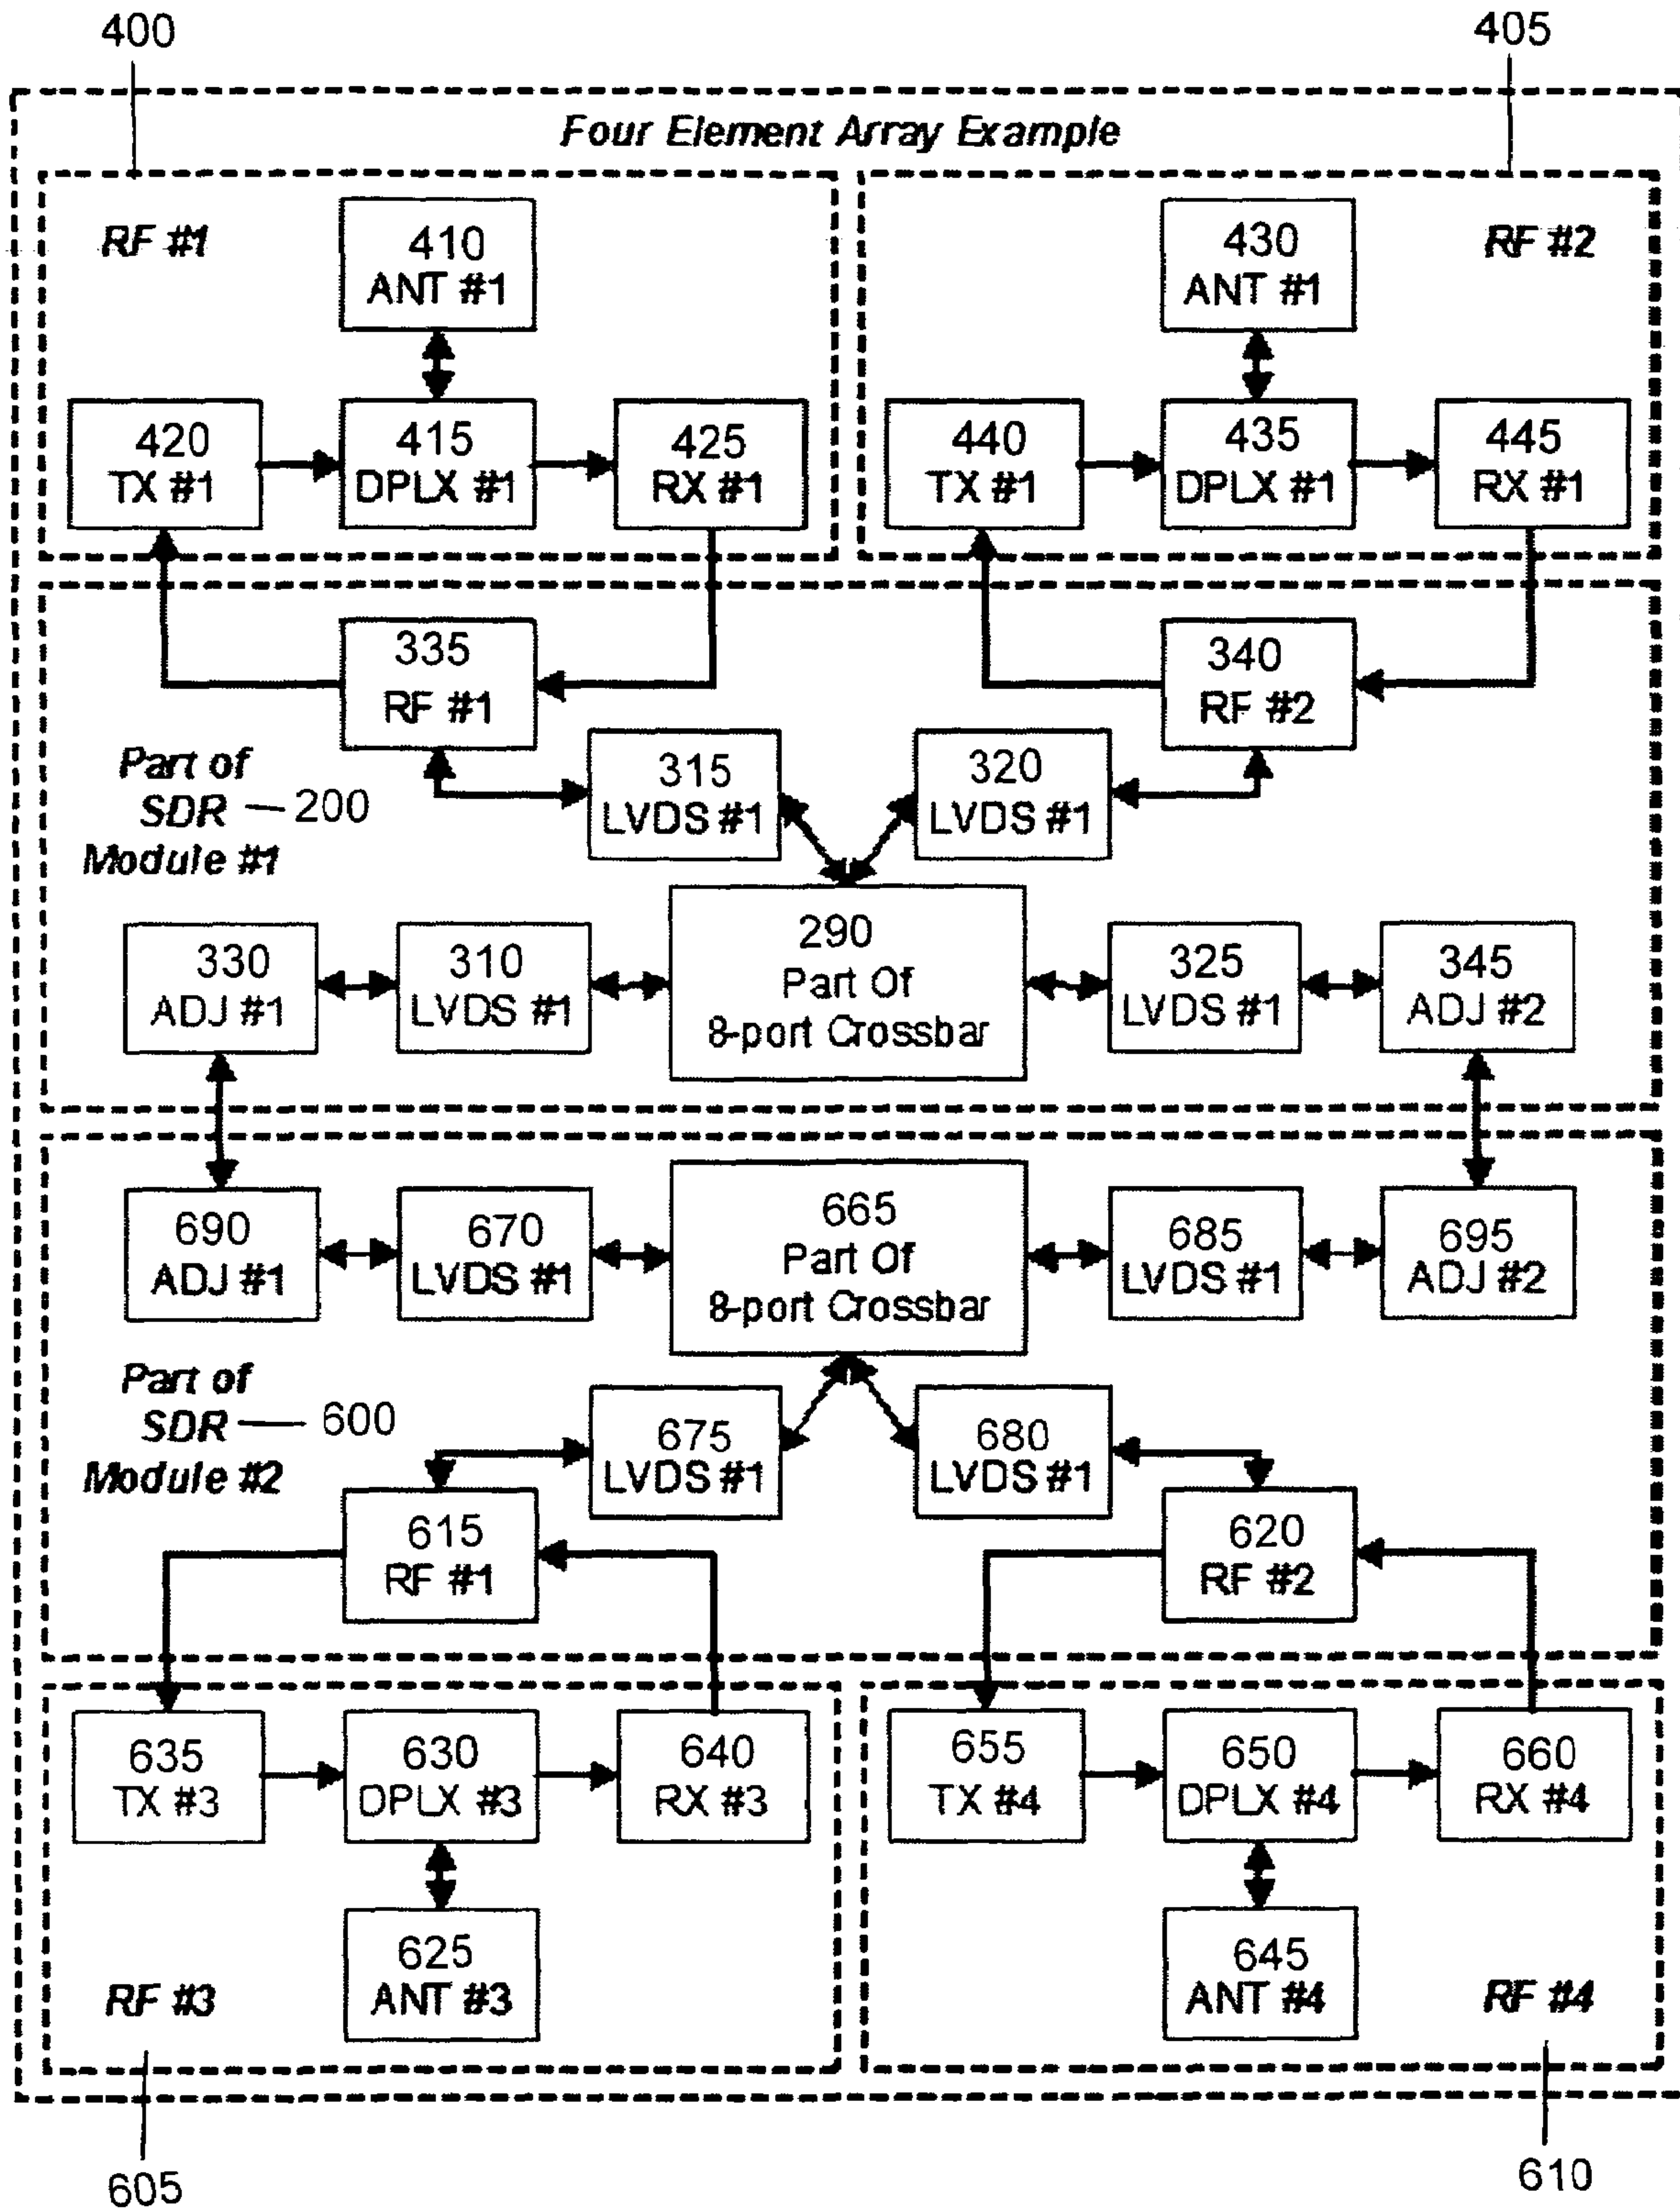 400
405
Four Element Array Example
RF #1
410
ANT #1
430
ANT #1
RF #2
420
TX #1
415
DPLX #1
425
RX #1
440
TX #1
435
DPLX #1
445
RX #1
335
RF #1
340
RF #2
Part of
SDR
Module #1
200
315
LVDS #1
320
LVDS #1
330
ADJ #1
310
LVDS #1
290
Part Of
8-port Crossbar
325
LVDS #1
345
ADJ #2
690
ADJ #1
670
LVDS #1
665
Part Of
8-port Crossbar
685
LVDS #1
695
ADJ #2
Part of
SDR
Module #2
600
675
LVDS #1
680
LVDS #1
615
RF #1
620
RF #2
635
TX #3
630
DPLX #3
640
RX #3
655
TX #4
650
DPLX #4
660
RX #4
RF #3
625
ANT #3
645
ANT #4
RF #4
605
610